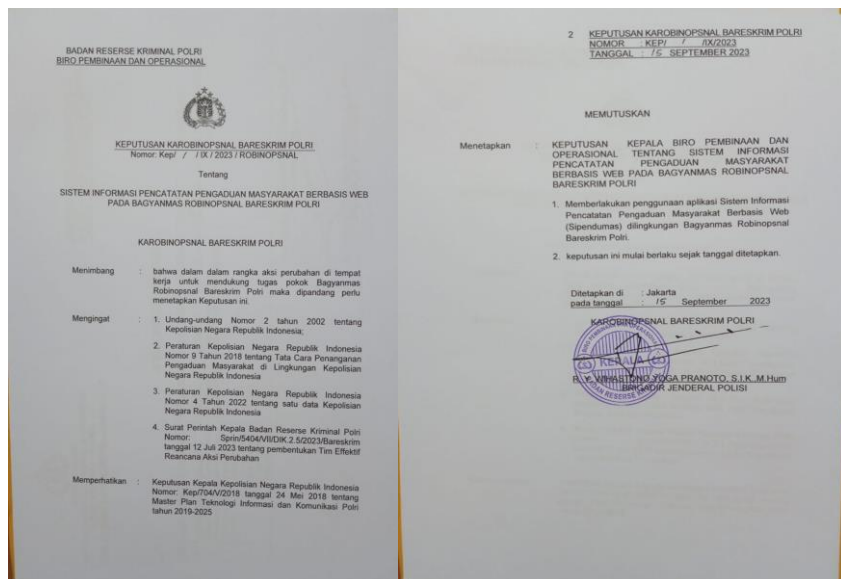 BADAN RESERSE KRIMINAL POLRI
BIRO PEMBINAAN DAN OPERASIONAL
KEPUTUSAN KAROBINOPSNAL BARESKRIM POLRI
Nomor: Kep/ / / IX / 2023 / ROBINOPSNAL
Tentang
SISTEM INFORMASI PENCATATAN PENGADUAN MASYARAKAT BERBASIS WEB
PADA BAGYANMAS ROBINOPSNAL BARESKRIM POLRI
KAROBINOPSNAL BARESKRIM POLRI
Menimbang : bahwa dalam dalam rangka aksi perubahan di tempat
kerja untuk mendukung tugas pokok Bagyanmas
Robinopsnal Bareskrim Polri maka dipandang perlu
menetapkan Keputusan ini.
Mengingat : 1. Undang-undang Nomor 2 tahun 2002 tentang
Kepolisian Negara Republik Indonesia;
2. Peraturan Kepolisian Negara Republik Indonesia
Nomor 9 Tahun 2018 tentang Tata Cara Penanganan
Pengaduan Masyarakat di Lingkungan Kepolisian
Negara Republik Indonesia
3. Peraturan Kepolisian Negara Republik Indonesia
Nomor 4 Tahun 2022 tentang satu data Kepolisian
Negara Republik Indonesia
4. Surat Perintah Kepala Badan Reserse Kriminal Polri
Nomor: Sprin/5404/VII/DIK.2.5/2023/Bareskrim
tanggal 12 Juli 2023 tentang pembentukan Tim Effektif
Reancana Aksi Perubahan
Memperhatikan : Keputusan Kepala Kepolisian Negara Republik Indonesia
Nomor: Kep/704/V/2018 tanggal 24 Mei 2018 tentang
Master Plan Teknologi Informasi dan Komunikasi Polri
tahun 2019-2025
2 KEPUTUSAN KAROBINOPSNAL BARESKRIM POLRI
NOMOR : KEP/ / /IX/2023
TANGGAL : 15 SEPTEMBER 2023
MEMUTUSKAN
Menetapkan : KEPUTUSAN KEPALA BIRO PEMBINAAN DAN
OPERASIONAL TENTANG SISTEM INFORMASI
PENCATATAN PENGADUAN MASYARAKAT
BERBASIS WEB PADA BAGYANMAS ROBINOPSNAL
BARESKRIM POLRI
1. Memberlakukan penggunaan aplikasi Sistem Informasi
Pencatatan Pengaduan Masyarakat Berbasis Web
(Sipendumas) dilingkungan Bagyanmas Robinopsnal
Bareskrim Polri.
2. keputusan ini mulai berlaku sejak tanggal ditetapkan.
Ditetapkan di : Jakarta
pada tanggal : 15 September 2023
KAROBINOPSNAL BARESKRIM POLRI
KEPALA
R. Y. WIHASTONO YOGA PRANOTO, S.I.K.,M.Hum
BRIGADIR JENDERAL POLISI